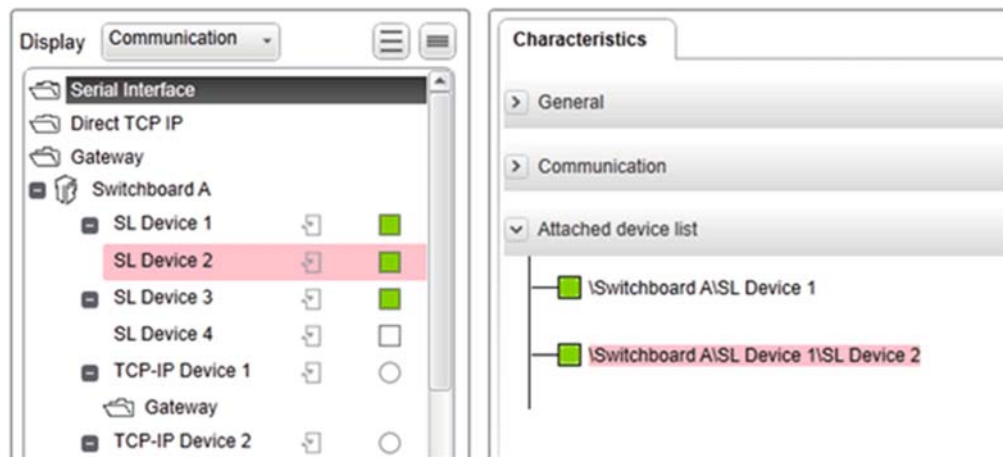 Display Communication
Serial Interface
Direct TCP IP
Gateway
Switchboard A
SL Device 1
SL Device 2
SL Device 3
SL Device 4
TCP-IP Device 1
Gateway
TCP-IP Device 2
Characteristics
General
Communication
Attached device list
\Switchboard A\SL Device 1
\Switchboard A\SL Device 1\SL Device 2